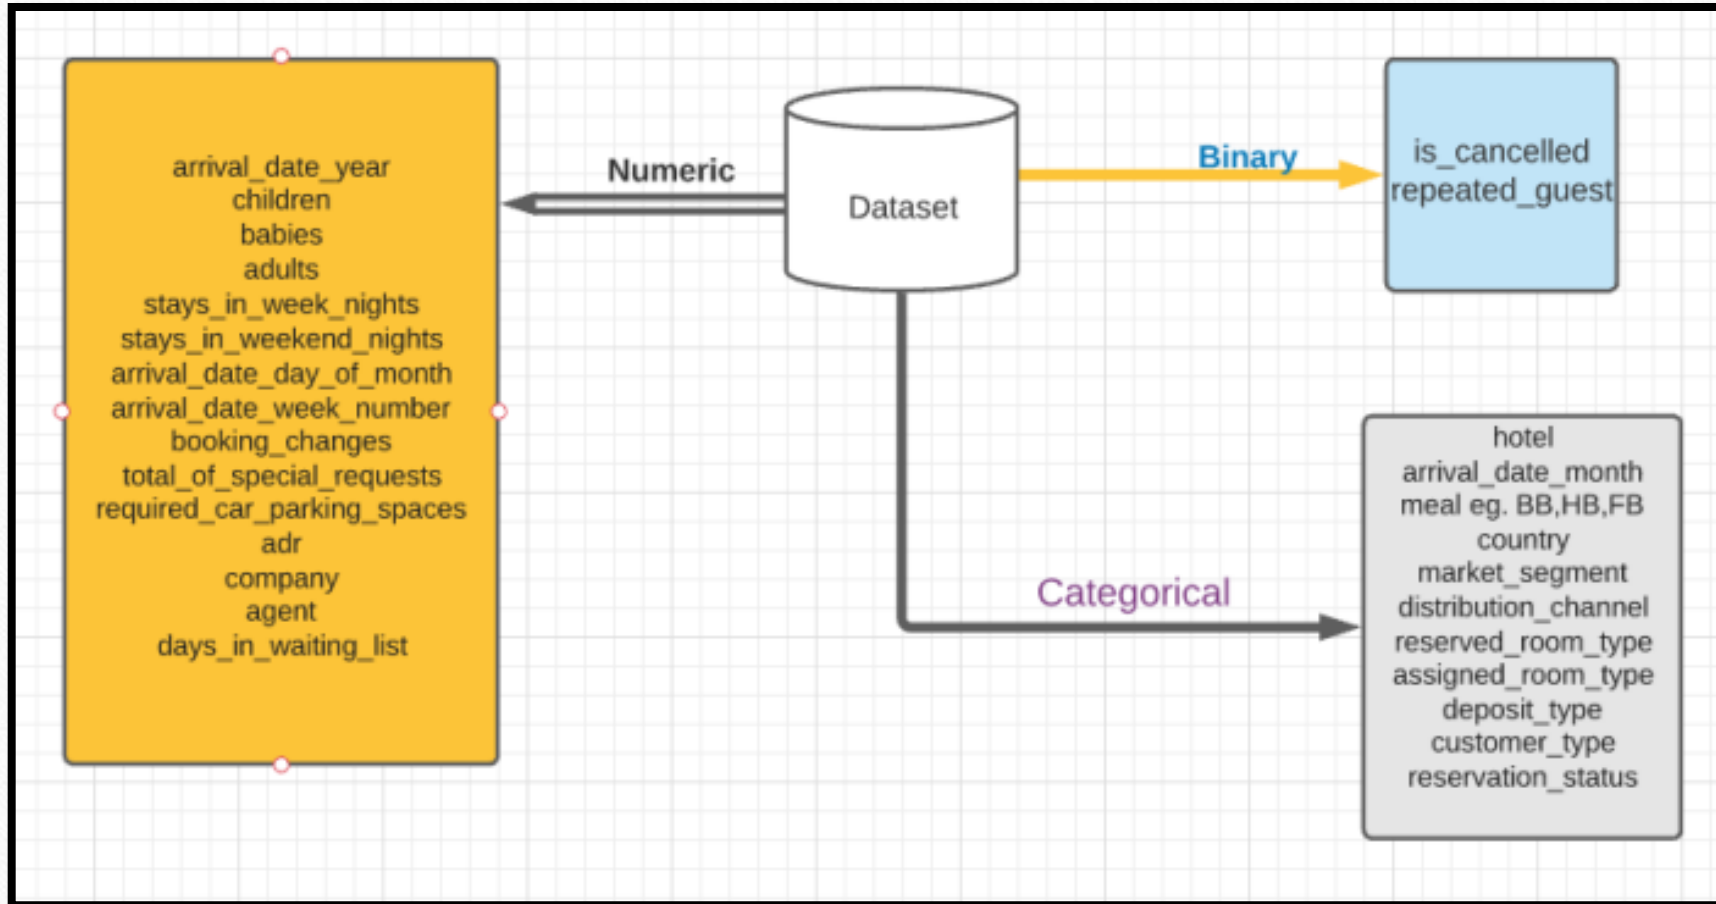 arrival_date_year
children
babies
adults
stays_in_week_nights
stays_in_weekend_nights
arrival_date_day_of_month
arrival_date_week_number
booking_changes
total_of_special_requests
required_car_parking_spaces
adr
company
agent
days_in_waiting_list
Numeric
Dataset
Binary
is_cancelled
repeated_guest
Categorical
hotel
arrival_date_month
meal eg. BB,HB,FB
country
market_segment
distribution_channel
reserved_room_type
assigned_room_type
deposit_type
customer_type
reservation_status